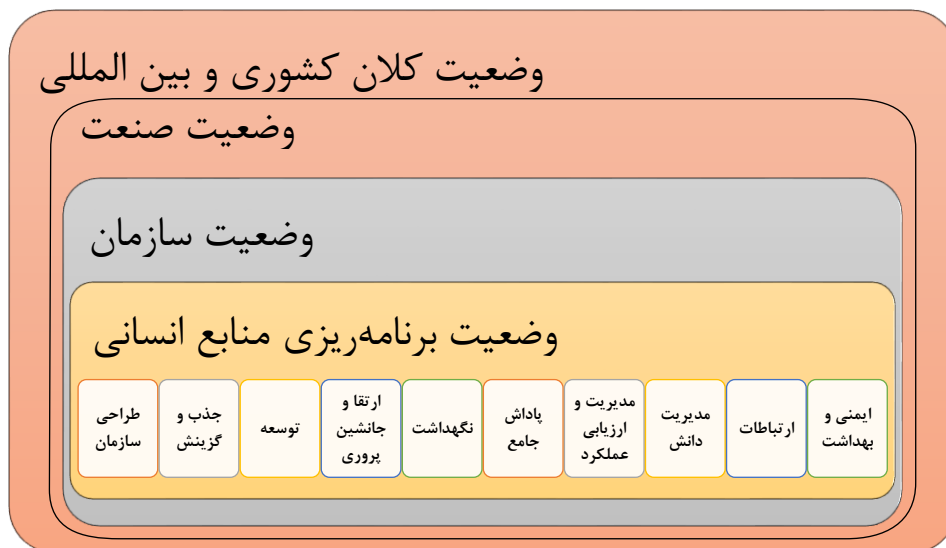 وضعیت کلان کشوری و بین المللی
وضعیت صنعت
وضعیت سازمان
وضعیت برنامه‌ریزی منابع انسانی
ایمنی و
بهداشت
ارتباطات
مدیریت
دانش
مدیریت و
ارزیابی
عملکرد
پاداش
جامع
نگهداشت
ارتقا و
جانشین
پروری
توسعه
جذب و
گزینش
طراحی
سازمان